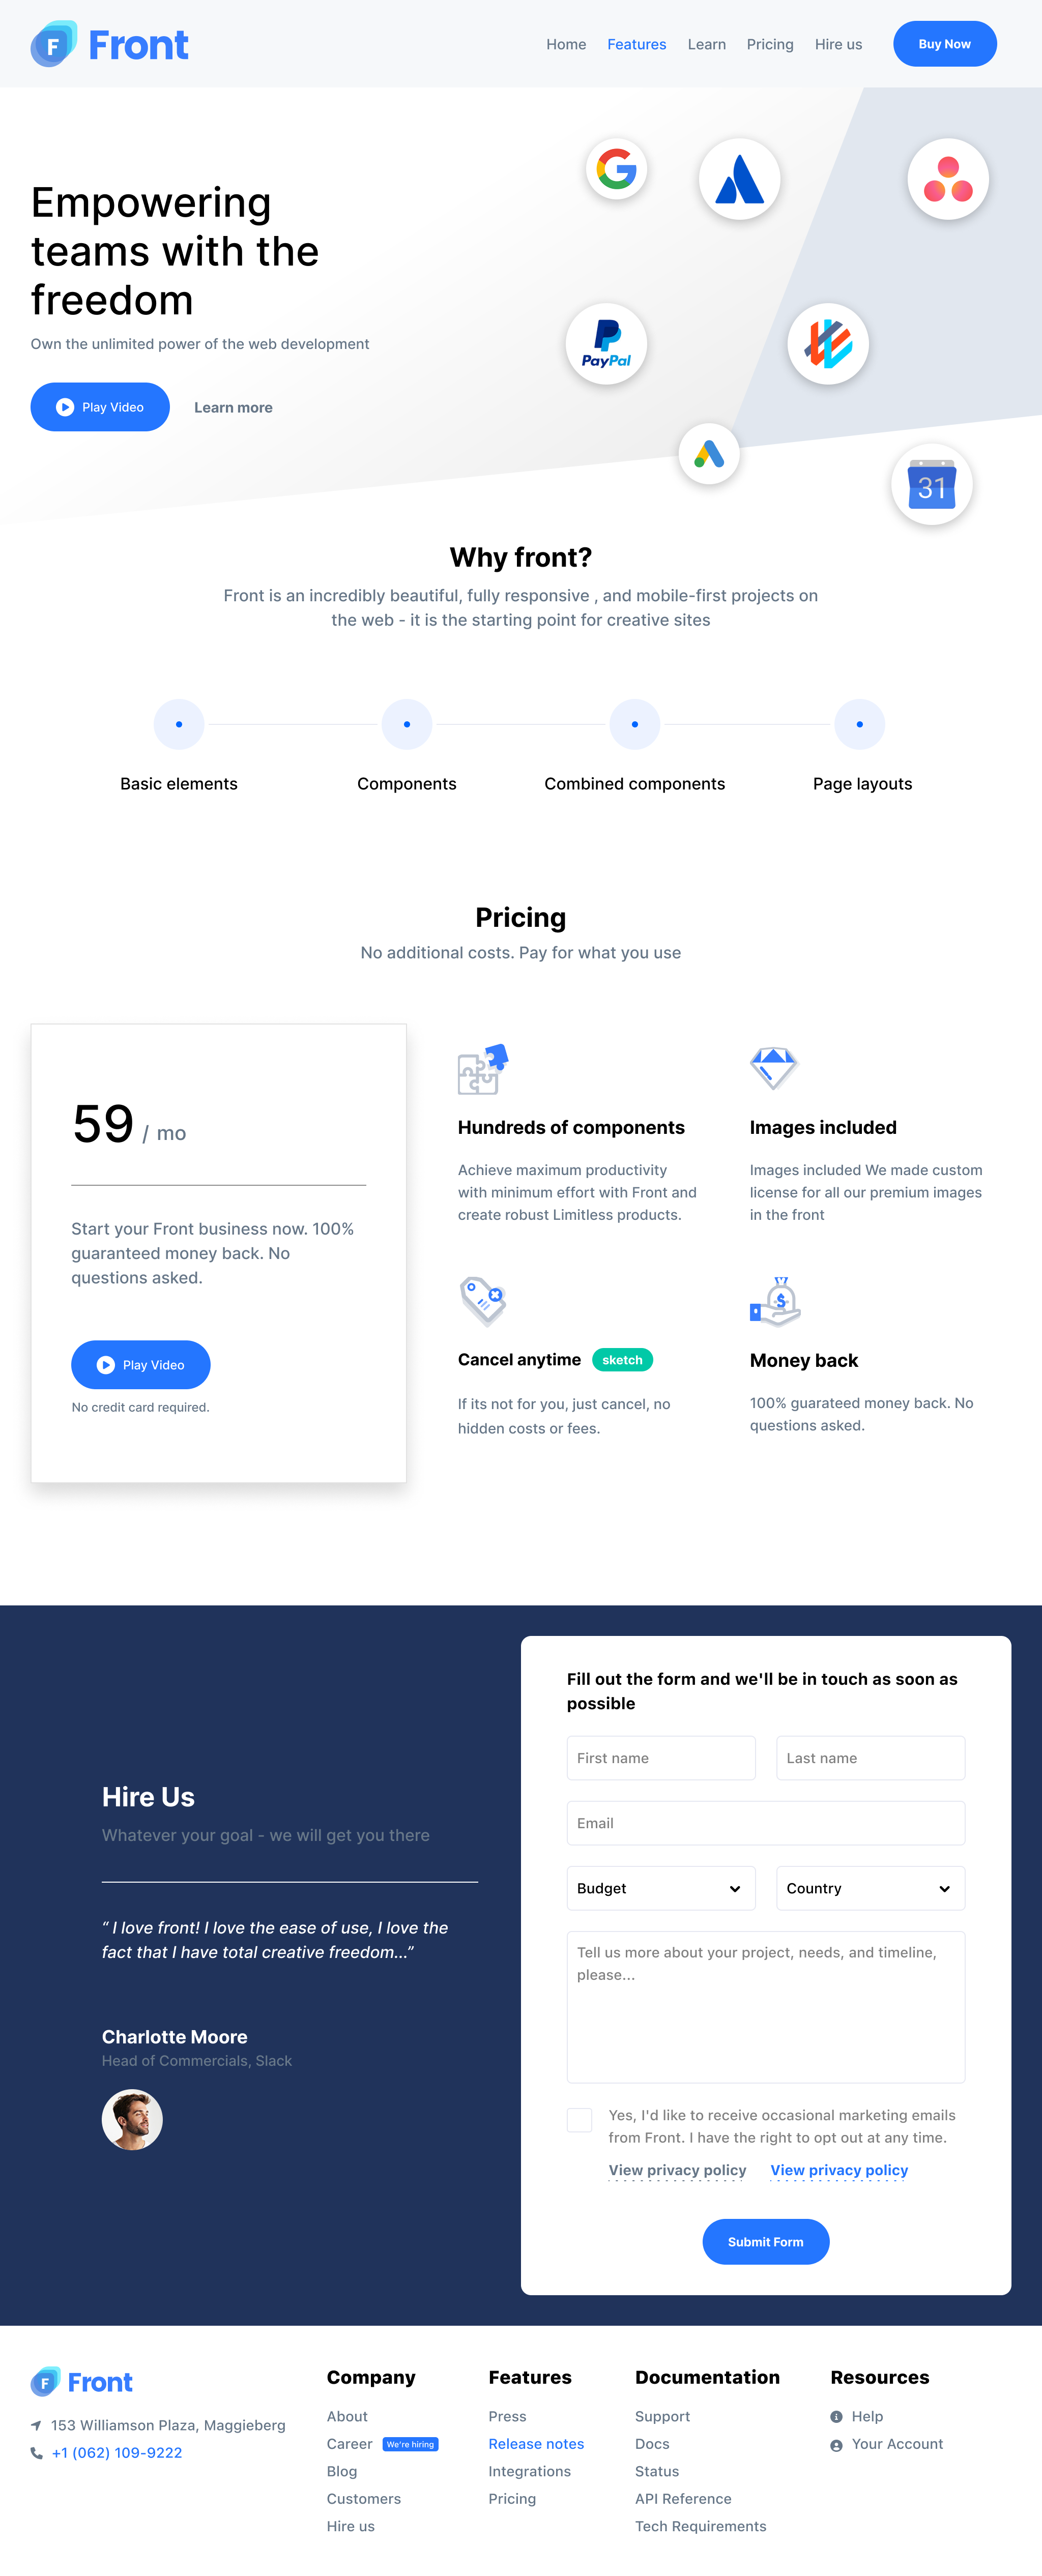 F Front
Home Features Learn Pricing Hire us Buy Now
Empowering
teams with the
freedom
Own the unlimited power of the web development
Play Video Learn more
PayPal
31
Why front?
Front is an incredibly beautiful, fully responsive , and mobile-first projects on
the web - it is the starting point for creative sites
Basic elements
Components
Combined components
Page layouts
Pricing
No additional costs. Pay for what you use
59 / mo
Start your Front business now. 100%
guaranteed money back. No
questions asked.
Play Video
No credit card required.
Hundreds of components
Achieve maximum productivity
with minimum effort with Front and
create robust Limitless products.
Images included
Images included We made custom
license for all our premium images
in the front
Cancel anytime sketch
If its not for you, just cancel, no
hidden costs or fees.
$
Money back
100% guarateed money back. No
questions asked.
Hire Us
Whatever your goal - we will get you there
“ I love front! I love the ease of use, I love the
fact that I have total creative freedom...”
Charlotte Moore
Head of Commercials, Slack
Fill out the form and we'll be in touch as soon as
possible
First name
Last name
Email
Budget
Country
Tell us more about your project, needs, and timeline,
please...
Yes, I'd like to receive occasional marketing emails
from Front. I have the right to opt out at any time.
View privacy policy View privacy policy
Submit Form
F Front
153 Williamson Plaza, Maggieberg
+1 (062) 109-9222
Company
About
Career We're hiring
Blog
Customers
Hire us
Features
Press
Release notes
Integrations
Pricing
Documentation
Support
Docs
Status
API Reference
Tech Requirements
Resources
Help
Your Account